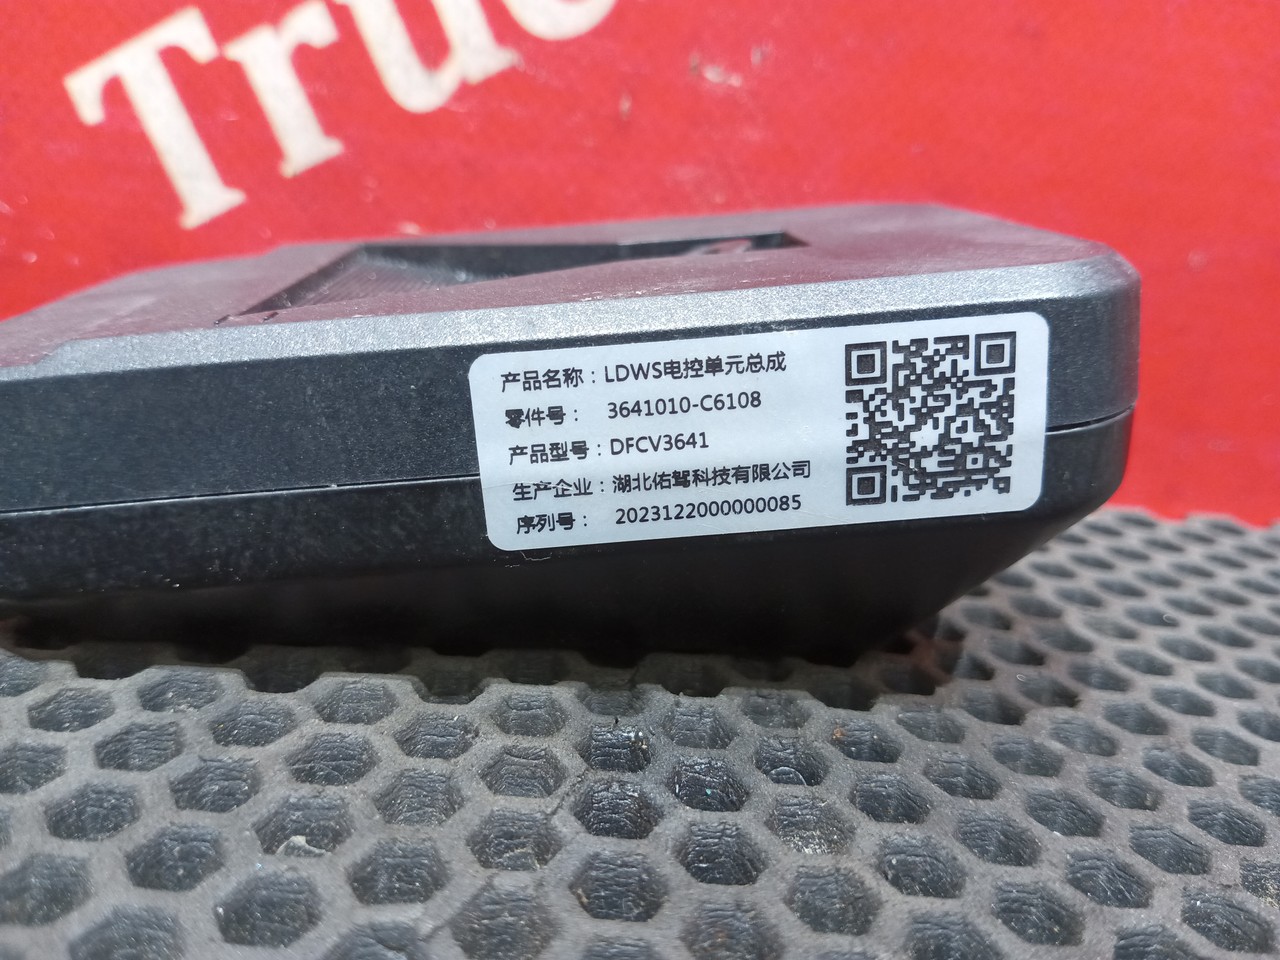 True
产品名称：LDWS电控单元总成
零件号： 3641010-C6108
产品型号：DFCV3641
生产企业：湖北佑驾科技有限公司
序列号： 2023122000000085